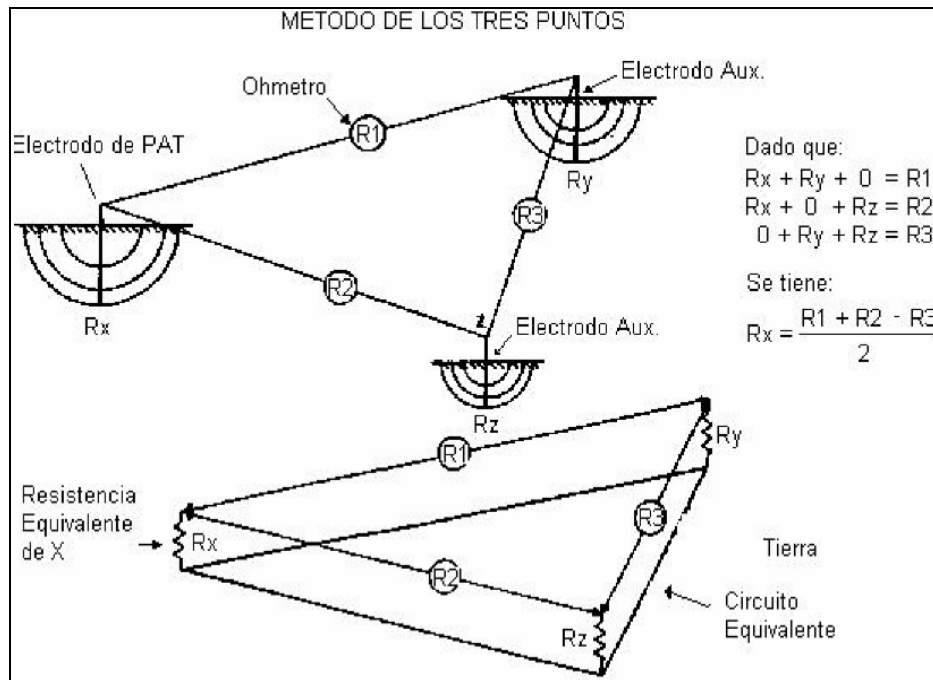 METODO DE LOS TRES PUNTOS
Ohmetro
Electrodo Aux.
R1
Electrodo de PAT
Ry
R3
Dado que:
Rx + Ry + 0 = R1
Rx + 0 + Rz = R2
0 + Ry + Rz = R3
R2
Rx
Se tiene:
Rx = R1 + R2 - R3
2
z
Electrodo Aux.
Rz
Ry
R1
Resistencia
Equivalente
de X
Rx
R3
Tierra
R2
Circuito
Equivalente
Rz